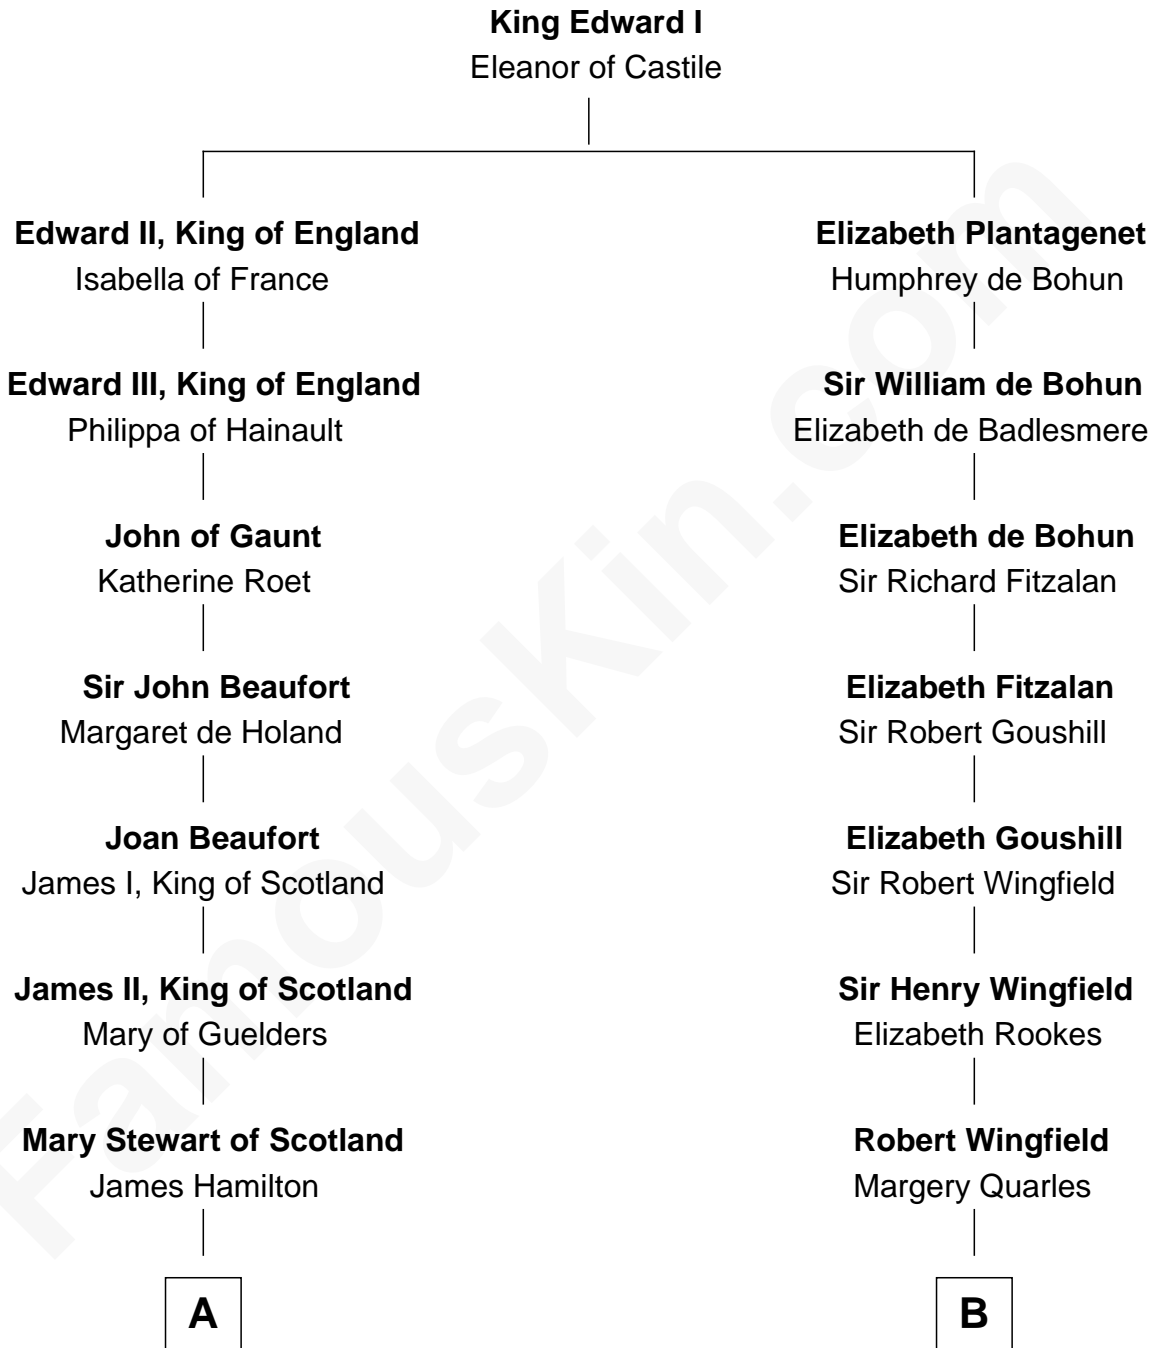 King Edward I
Eleanor of Castile
Edward II, King of England
Isabella of France
Elizabeth Plantagenet
Humphrey de Bohun
Edward III, King of England
Philippa of Hainault
Sir William de Bohun
Elizabeth de Badlesmere
John of Gaunt
Katherine Roet
Elizabeth de Bohun
Sir Richard Fitzalan
Sir John Beaufort
Margaret de Holand
Elizabeth Fitzalan
Sir Robert Goushill
Joan Beaufort
James I, King of Scotland
Elizabeth Goushill
Sir Robert Wingfield
James II, King of Scotland
Mary of Guelders
Sir Henry Wingfield
Elizabeth Rookes
Mary Stewart of Scotland
James Hamilton
Robert Wingfield
Margery Quarles
A
B
FamousKin.com